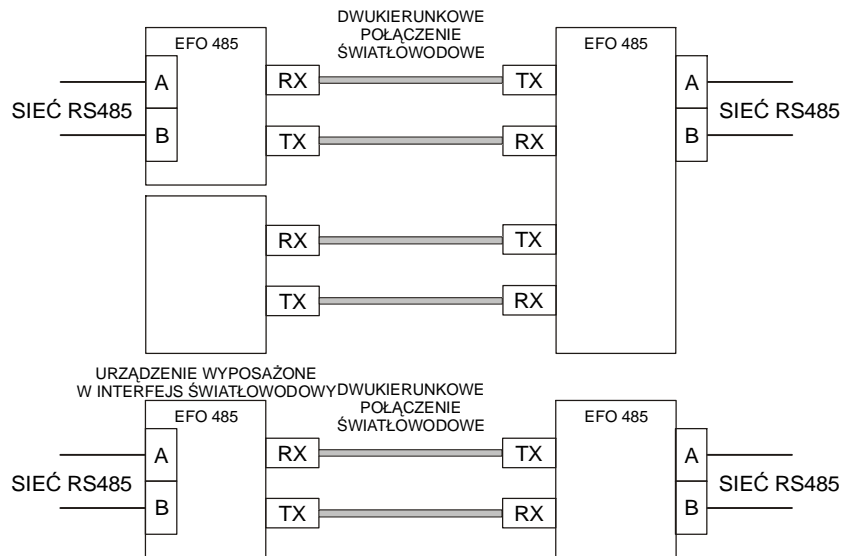 DWUKIERUNKOWE
POŁĄCZENIE
ŚWIATŁOWODOWE
EFO 485
EFO 485
A
RX
TX
A
SIEĆ RS485
SIEĆ RS485
B
TX
RX
B
RX
TX
TX
RX
URZĄDZENIE WYPOSAŻONE
W INTERFEJS ŚWIATŁOWODOWY
DWUKIERUNKOWE
POŁĄCZENIE
ŚWIATŁOWODOWE
EFO 485
EFO 485
A
RX
TX
A
SIEĆ RS485
SIEĆ RS485
B
TX
RX
B